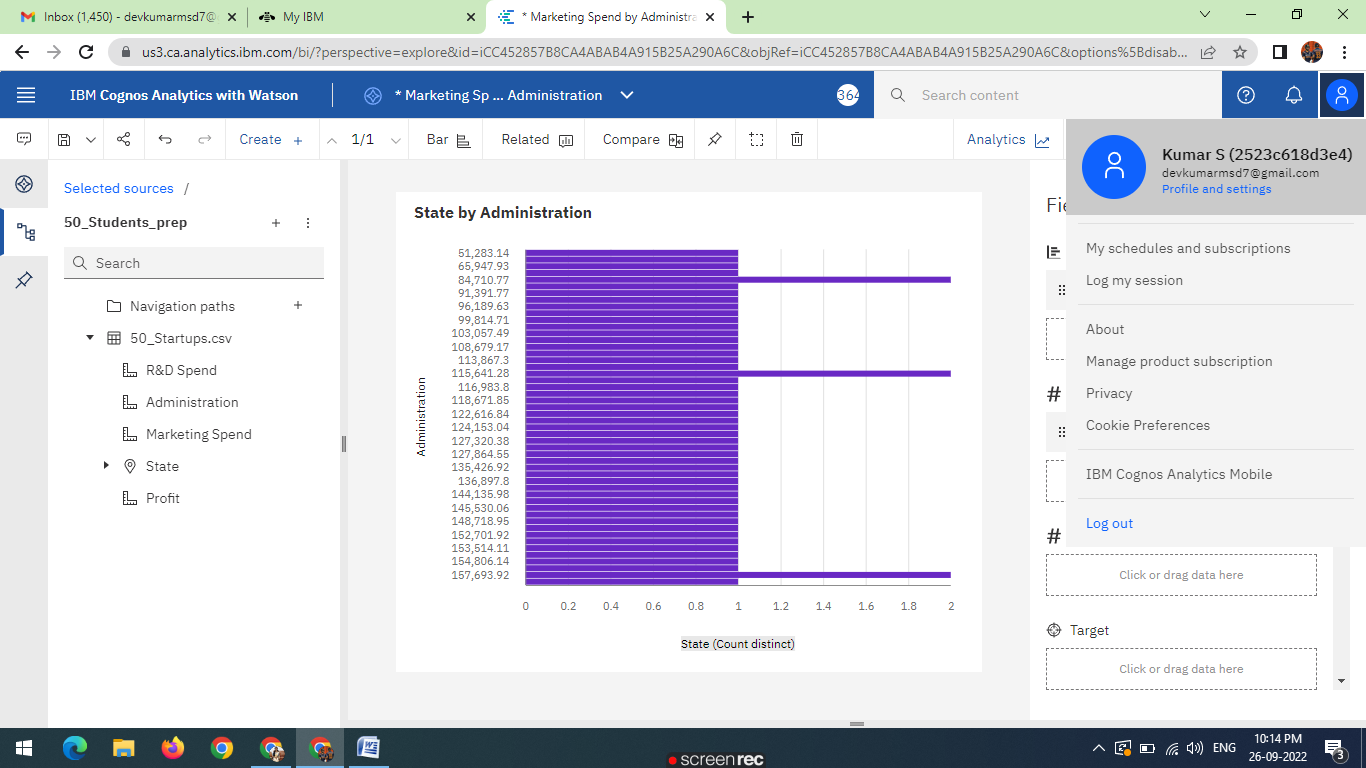 Inbox (1,450) - devkumarmsd7@
My IBM
* Marketing Spend by Administra
us3.ca.analytics.ibm.com/bi/?perspective=explore&id=iCC452857B8CA4ABAB4A915B25A290A6C&objRef=iCC452857B8CA4ABAB4A915B25A290A6C&options%5Bdisab...
IBM Cognos Analytics with Watson
* Marketing Sp ... Administration
364
Search content
Create +
1/1
Bar
Related
Compare
Analytics
Kumar S (2523c618d3e4)
devkumarmsd7@gmail.com
Profile and settings
My schedules and subscriptions
Log my session
About
Manage product subscription
Privacy
Cookie Preferences
IBM Cognos Analytics Mobile
Log out
Selected sources /
50_Students_prep
Search
Navigation paths
50_Startups.csv
R&D Spend
Administration
Marketing Spend
State
Profit
State by Administration
Administration
51,283.14
65,947.93
84,710.77
91,391.77
96,189.63
99,814.71
103,057.49
108,679.17
113,867.3
115,641.28
116,983.8
118,671.85
122,616.84
124,153.04
127,320.38
127,864.55
135,426.92
136,897.8
144,135.98
145,530.06
148,718.95
152,701.92
153,514.11
154,806.14
157,693.92
0 0.2 0.4 0.6 0.8 1 1.2 1.4 1.6 1.8 2
State (Count distinct)
Fie
#
#
Click or drag data here
Target
Click or drag data here
screenrec
ENG
10:14 PM
26-09-2022
3